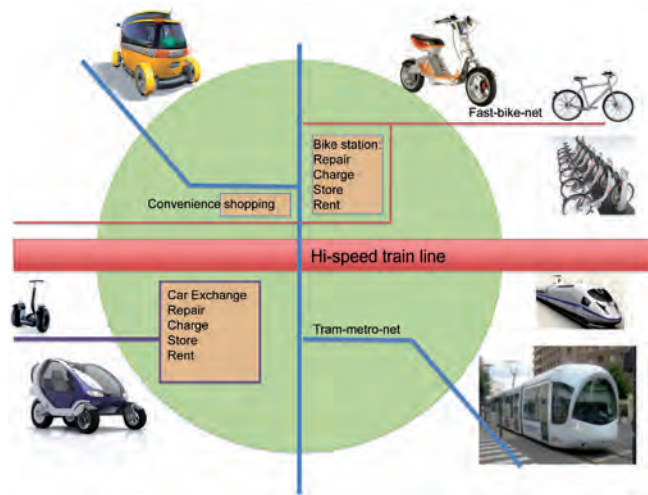 Fast-bike-net
Bike station:
Repair
Charge
Store
Rent
Convenience shopping
Hi-speed train line
Car Exchange
Repair
Charge
Store
Rent
Tram-metro-net